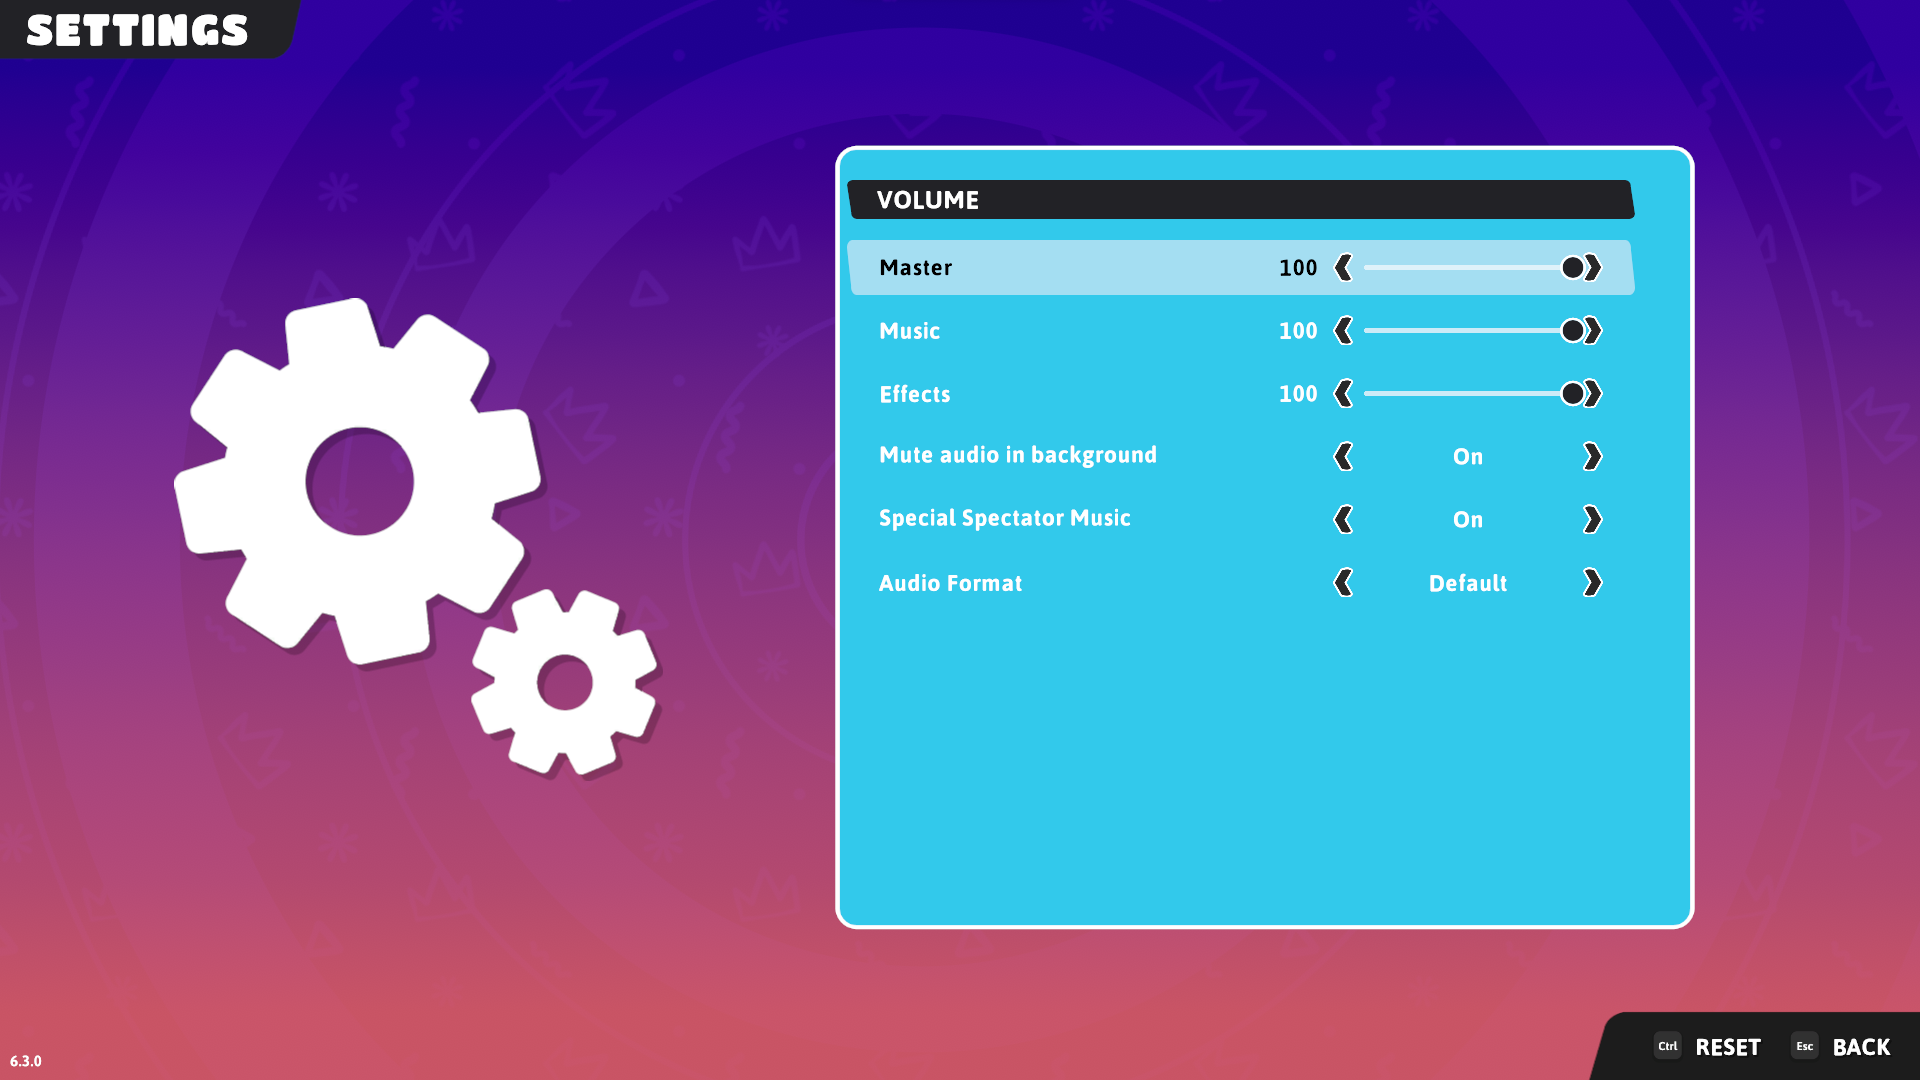 SETTINGS
VOLUME
Master 100
Music 100
Effects 100
Mute audio in background On
Special Spectator Music On
Audio Format Default
6.3.0
Ctrl RESET Esc BACK